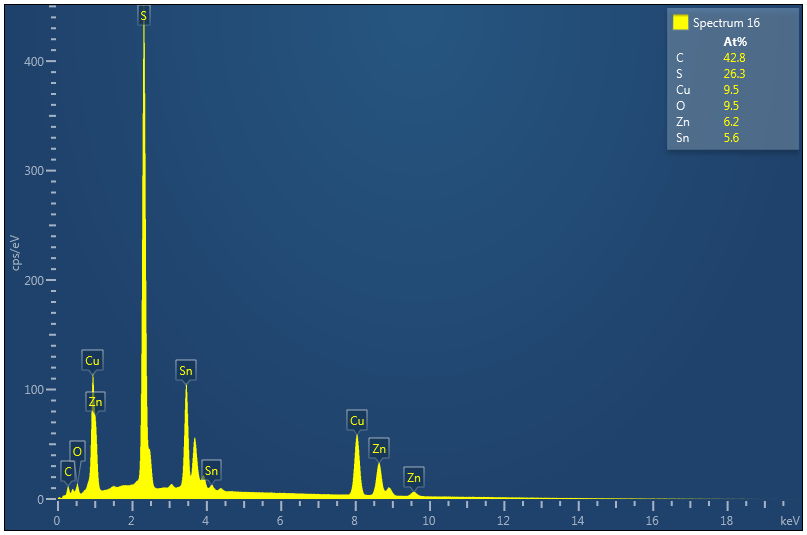 S
Spectrum 16
At%
C 42.8
S 26.3
Cu 9.5
O 9.5
Zn 6.2
Sn 5.6
400
300
cps/eV
200
Cu
Sn
100
Zn
Cu
O
Zn
C
Sn
Zn
0
0 2 4 6 8 10 12 14 16 18 keV